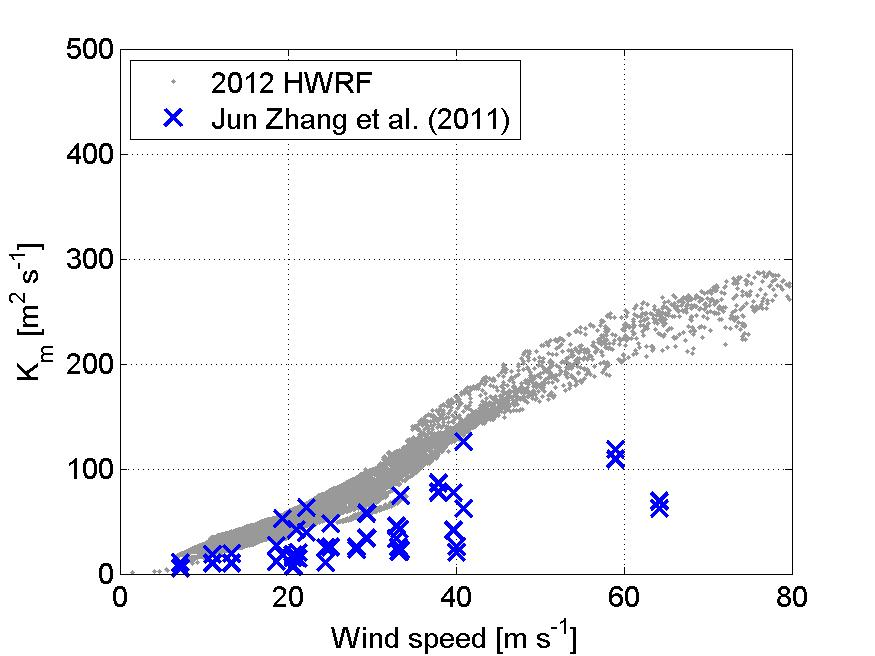 500
2012 HWRF
Jun Zhang et al. (2011)
400
300
K_m [m^2 s^-1]
200
100
0
0 20 40 60 80
Wind speed [m s^-1]